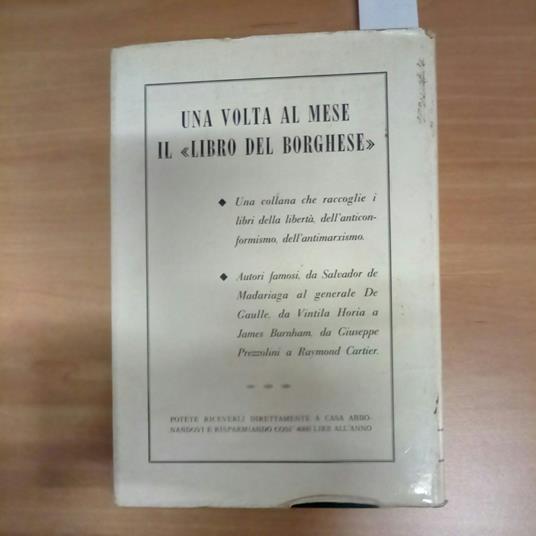 UNA VOLTA AL MESE
IL «LIBRO DEL BORGHESE»
◆ Una collana che raccoglie i
libri della libertà, dell'anticon-
formismo, dell'antimarxismo.
◆ Autori famosi, da Salvador de
Madariaga al generale De
Gaulle, da Vintila Horia a
James Burnham, da Giuseppe
Prezzolini a Raymond Cartier.
POTETE RICEVERLI DIRETTAMENTE A CASA ABBO-
NANDOVI E RISPARMIANDO COSI' 4000 LIRE ALL'ANNO